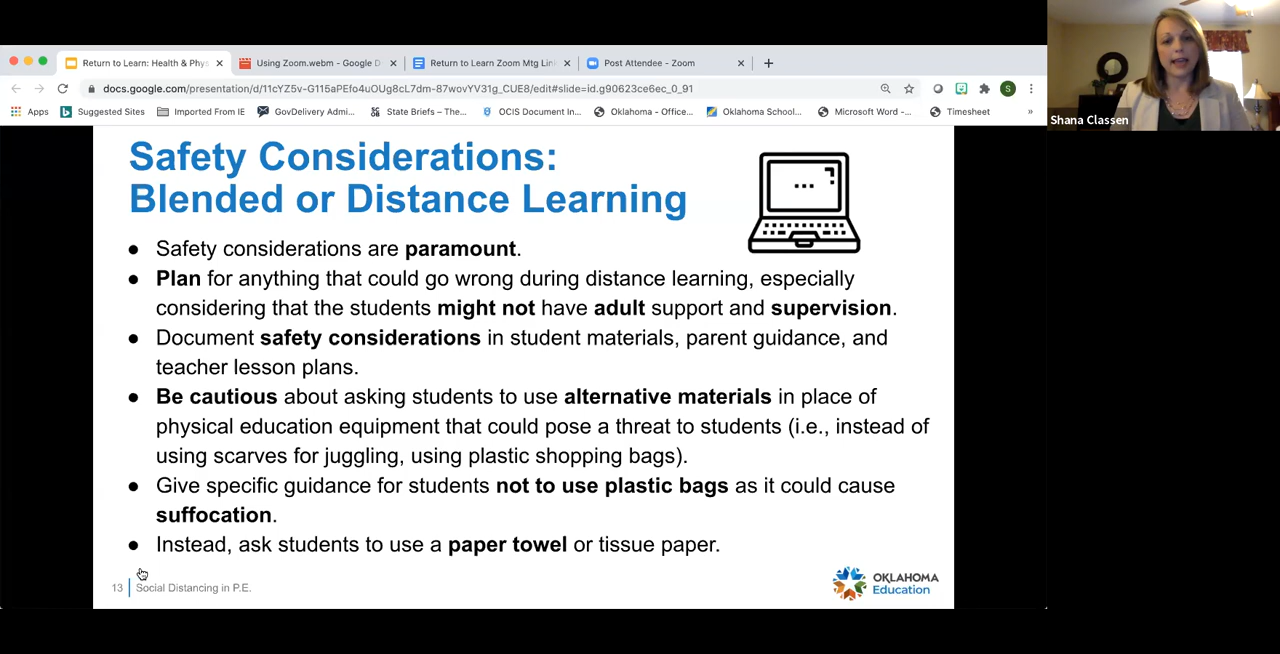 Return to Learn: Health & Phys
Using Zoom.webm - Google D
Return to Learn Zoom Mtg Lin
Post Attendee - Zoom
docs.google.com/presentation/d/11cYZ5v-G115aPEfo4uOUg8cL7dm-87wovYV31g_CUE8/edit#slide=id.g90623ce6ec_0_91
S
Apps
Suggested Sites
Imported From IE
GovDelivery Admi...
State Briefs – The...
OCIS Document In...
Oklahoma - Office...
Oklahoma School...
Microsoft Word -...
Timesheet
»
Shana Classen
Safety Considerations:
Blended or Distance Learning
● Safety considerations are paramount.
● Plan for anything that could go wrong during distance learning, especially
considering that the students might not have adult support and supervision.
● Document safety considerations in student materials, parent guidance, and
teacher lesson plans.
● Be cautious about asking students to use alternative materials in place of
physical education equipment that could pose a threat to students (i.e., instead of
using scarves for juggling, using plastic shopping bags).
● Give specific guidance for students not to use plastic bags as it could cause
suffocation.
● Instead, ask students to use a paper towel or tissue paper.
13 Social Distancing in P.E.
OKLAHOMA
Education